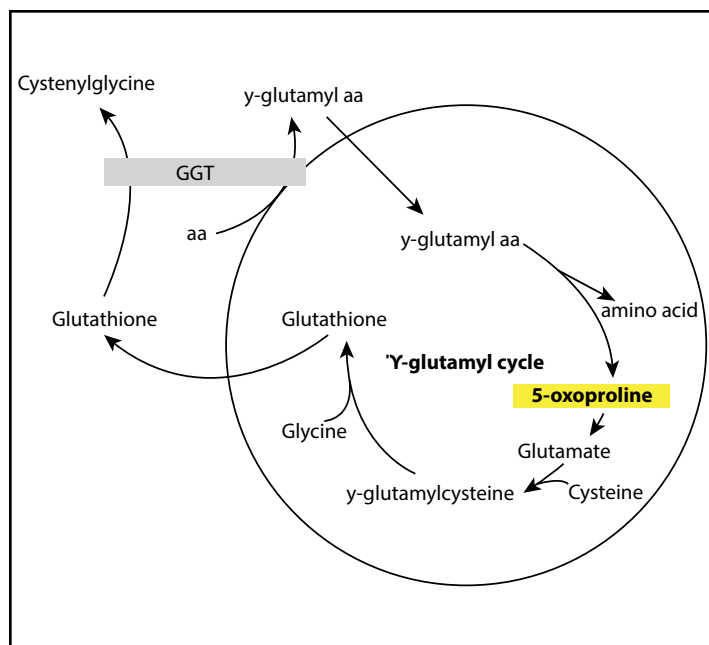 Cystenylglycine
y-glutamyl aa
GGT
aa
y-glutamyl aa
amino acid
Glutathione
Glutathione
'Y-glutamyl cycle
5-oxoproline
Glycine
Glutamate
y-glutamylcysteine
Cysteine